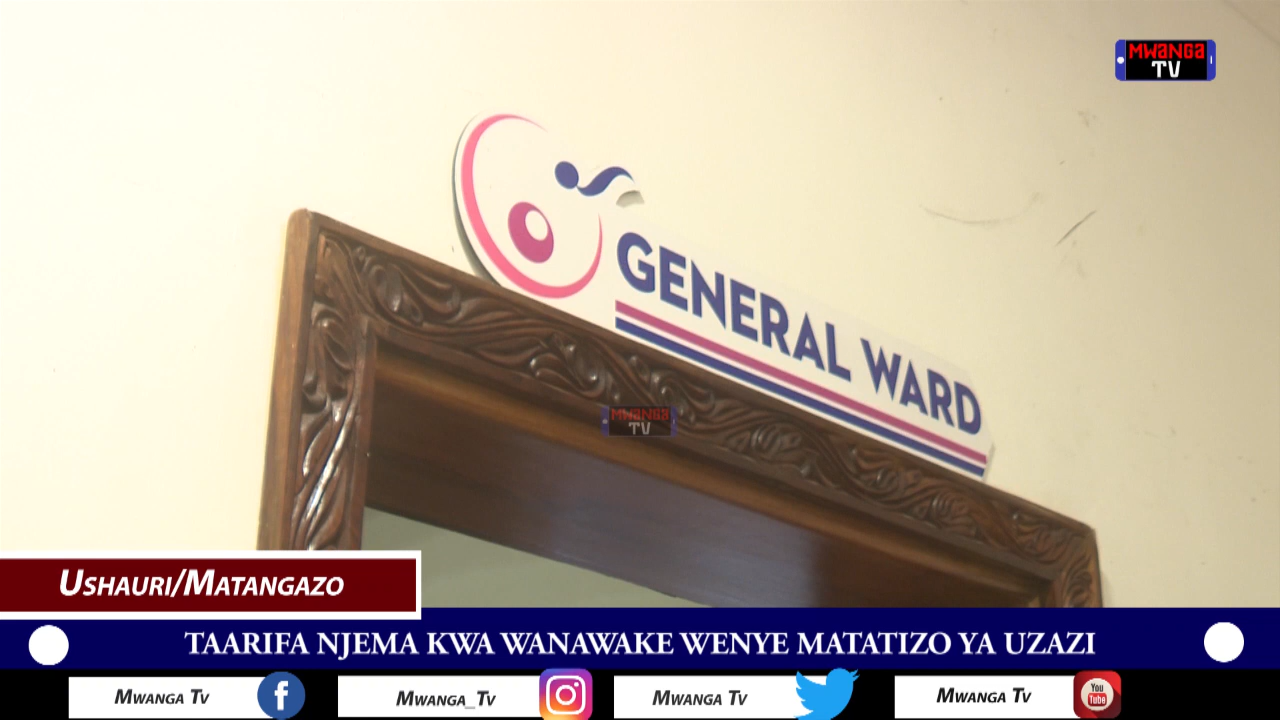 MWANGA
TV
GENERAL WARD
MWANGA
TV
USHAURI/MATANGAZO
TAARIFA NJEMA KWA WANAWAKE WENYE MATATIZO YA UZAZI
MWANGA TV
MWANGA_TV
MWANGA TV
You
Tube
MWANGA TV